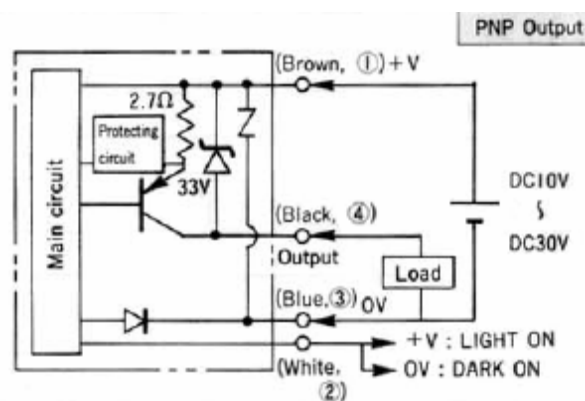 PNP Output
(Brown, ①) +V
2.7Ω
Protecting
circuit
33V
Main circuit
(Black, ④)
Output
DC10V
∫
DC30V
Load
(Blue, ③) 0V
+V : LIGHT ON
0V : DARK ON
(White,
②)